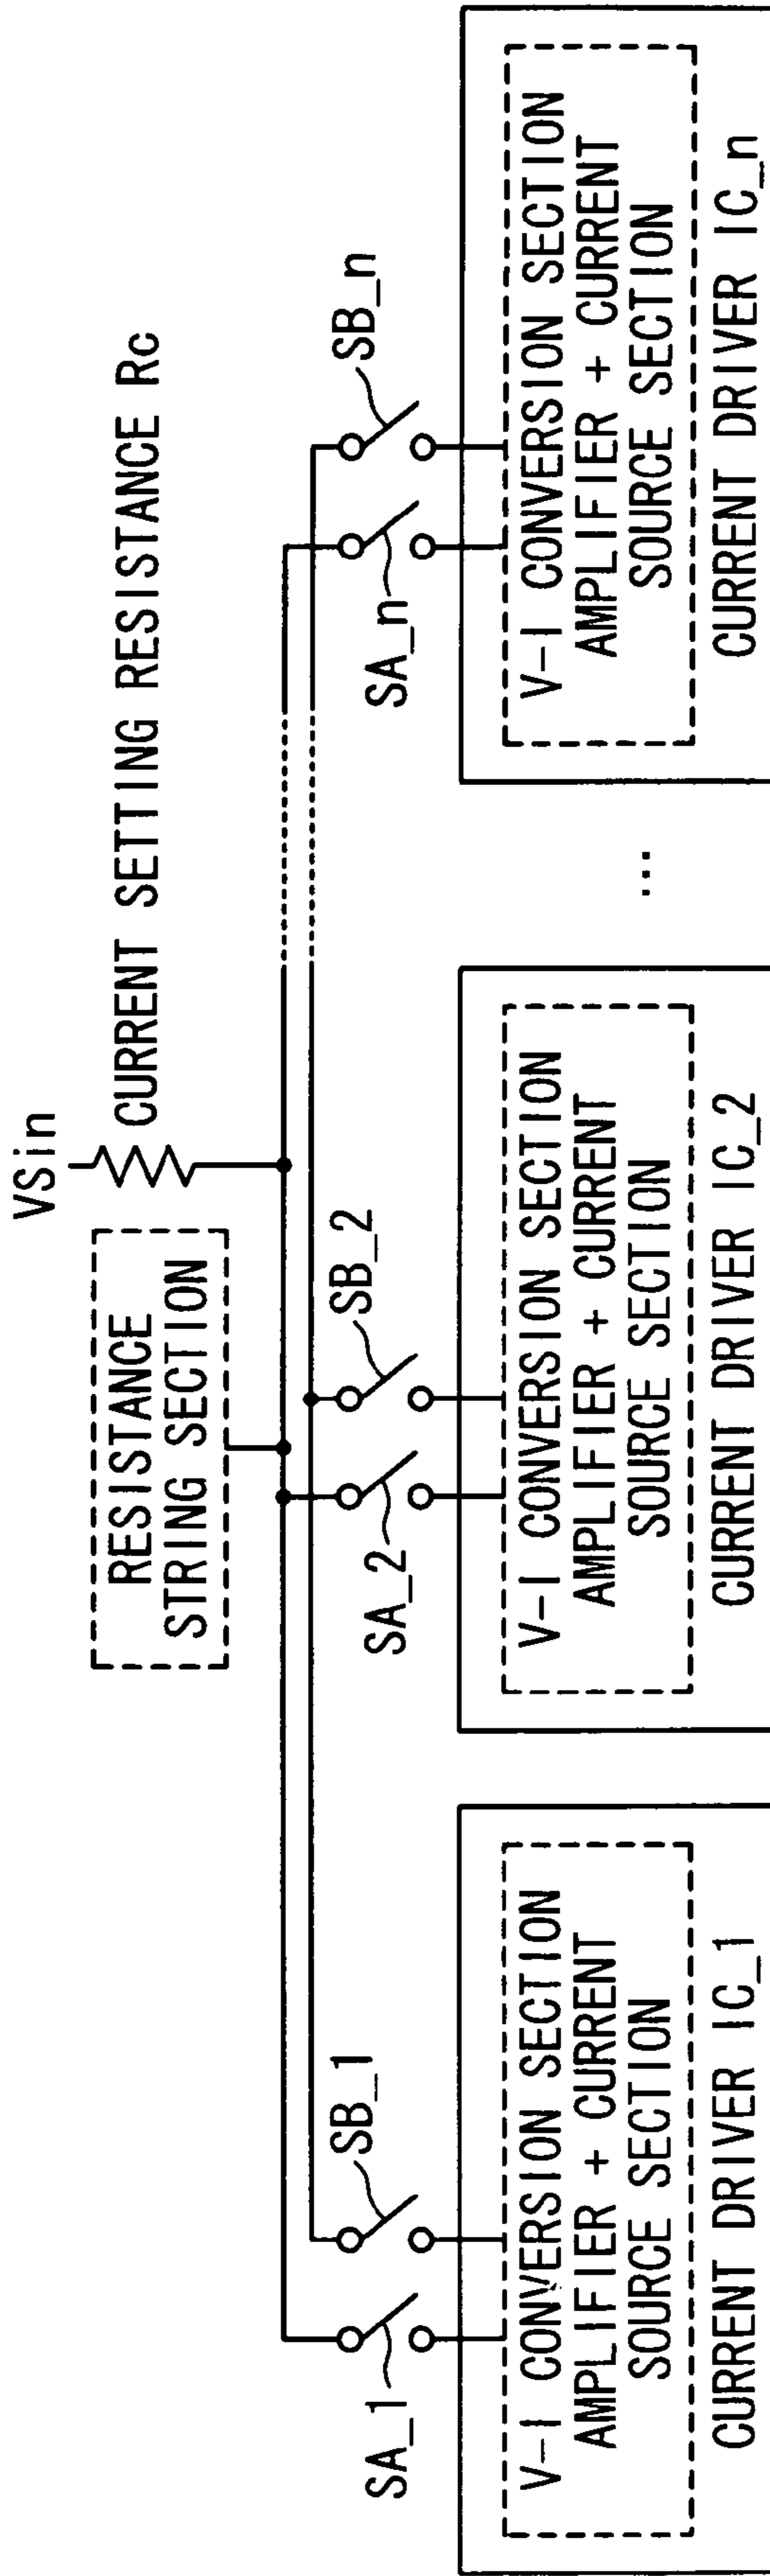 VSin
CURRENT SETTING RESISTANCE Rc
RESISTANCE
STRING SECTION
SA_1
SB_1
SA_2
SB_2
SA_n
SB_n
V-I CONVERSION SECTION
AMPLIFIER + CURRENT
SOURCE SECTION
CURRENT DRIVER IC_1
V-I CONVERSION SECTION
AMPLIFIER + CURRENT
SOURCE SECTION
CURRENT DRIVER IC_2
...
V-I CONVERSION SECTION
AMPLIFIER + CURRENT
SOURCE SECTION
CURRENT DRIVER IC_n